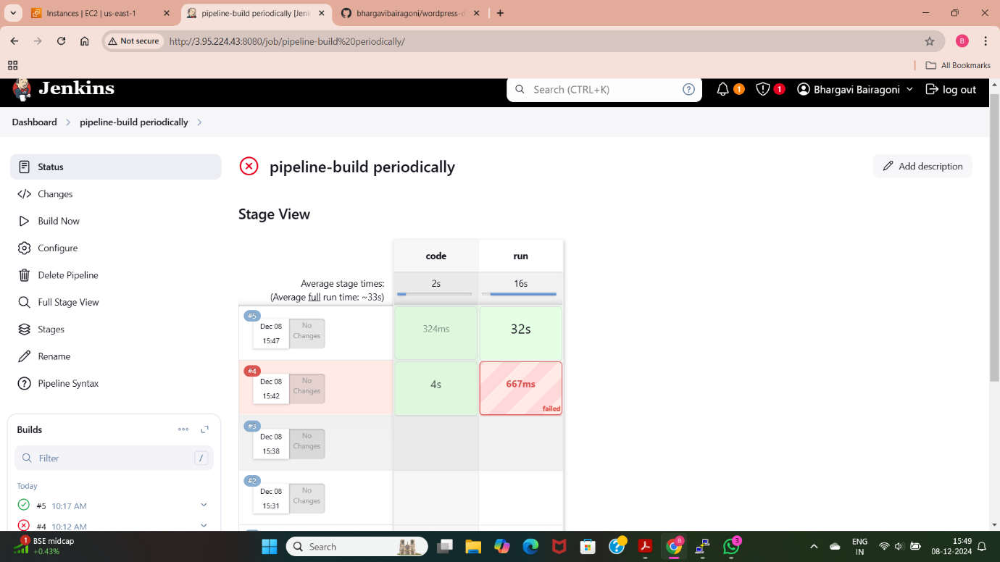 Instances | EC2 | us-east-1
pipeline-build periodically [Jenk
bhargavibairagoni/wordpress-d
Not secure
http://3.95.224.43:8080/job/pipeline-build%20periodically/
B
All Bookmarks
Jenkins
Search (CTRL+K)
1
1
Bhargavi Bairagoni
log out
Dashboard
pipeline-build periodically
Status
Changes
Build Now
Configure
Delete Pipeline
Full Stage View
Stages
Rename
Pipeline Syntax
pipeline-build periodically
Add description
Stage View
code
run
Average stage times:
(Average full run time: ~33s)
2s
16s
#5
Dec 08
15:47
No
Changes
324ms
32s
#4
Dec 08
15:42
No
Changes
4s
667ms
failed
#3
Dec 08
15:38
No
Changes
#2
Dec 08
15:31
No
Changes
Builds
Filter
/
Today
#5 10:17 AM
#4 10:12 AM
1
BSE midcap
+0.43%
Search
B
3
ENG
IN
15:49
08-12-2024